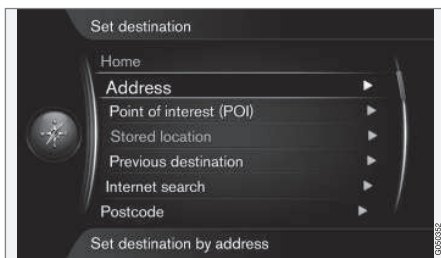 Set destination
Home
Address
Point of interest (POI)
Stored location
Previous destination
Internet search
Postcode
Set destination by address
G050352